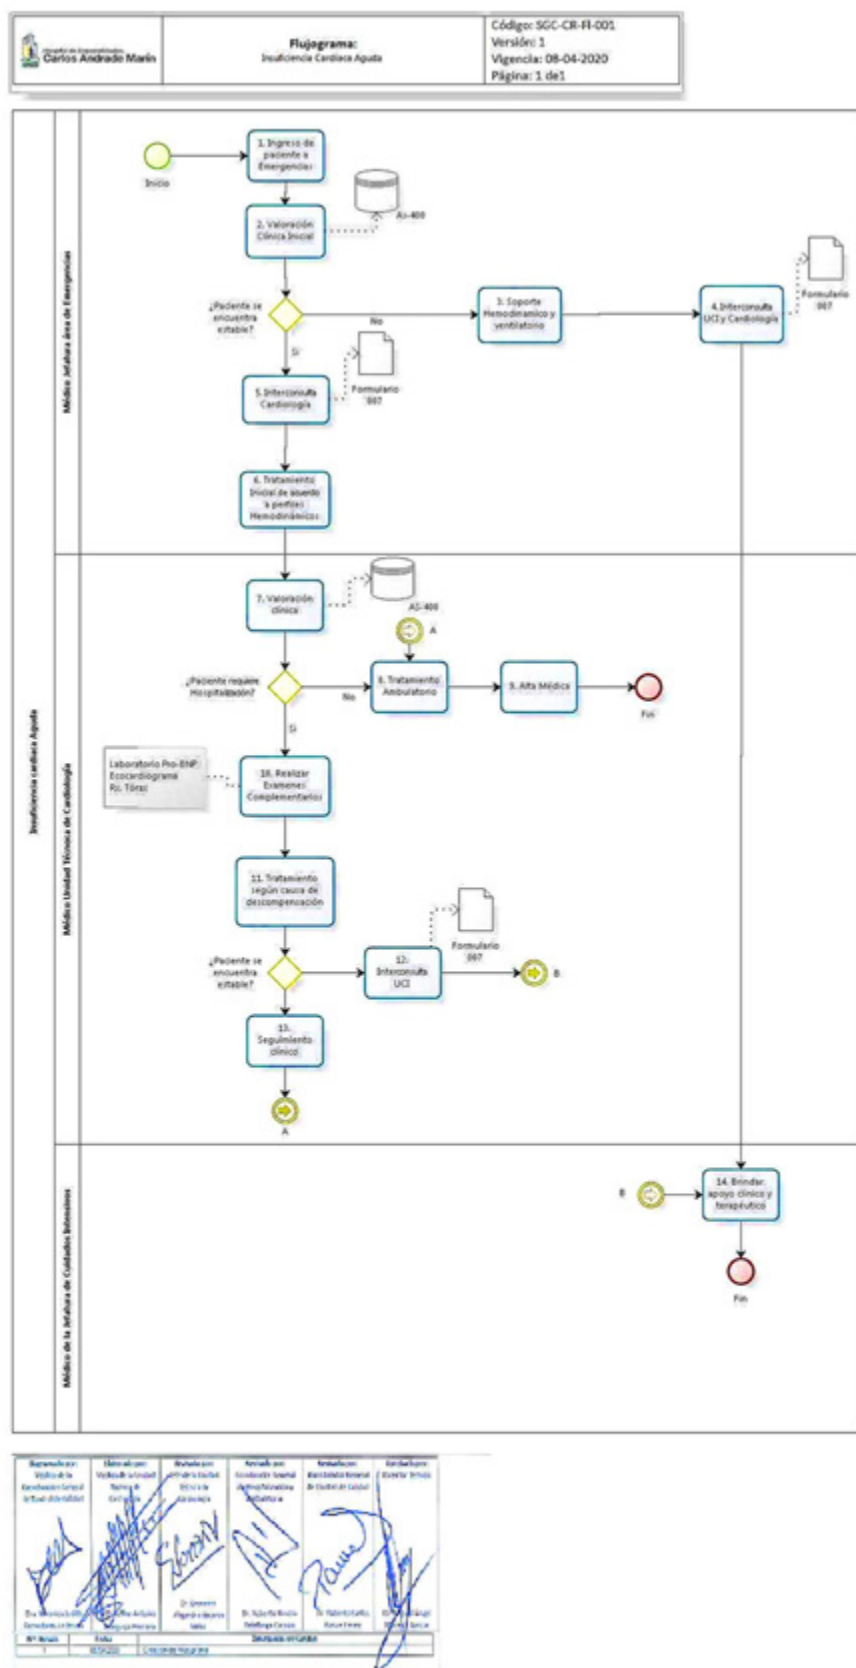 Hospital de Especialidades
Carlos Andrade Marín
Flujograma:
Insuficiencia Cardiaca Aguda
Código: SGC-CR-Fl-001
Versión: 1
Vigencia: 08-04-2020
Página: 1 de1
Insuficiencia cardiaca Aguda
Médico Jefatura área de Emergencias
Inicio
1. Ingreso de
paciente a
Emergencias
2. Valoración
Clínica Inicial
AS-400
¿Paciente se
encuentra
estable?
No
Si
3. Soporte
Hemodinamico y
ventilatorio
4.Interconsulta
UCI y Cardiología
Formulario
007
5.Interconsulta
Cardiología
Formulario
007
6. Tratamiento
Inicial de acuerdo
a perfiles
Hemodinámicos
Médico Unidad Técnica de Cardiología
7. Valoración
clínica
AS-400
A
¿Paciente requiere
Hospitalización?
No
Si
8. Tratamiento
Ambulatorio
9. Alta Médica
Fin
Laboratorio Pro-BNP
Ecocardiograma
Rx. Tórax
10. Realizar
Examenes
Complementarios
11. Tratamiento
según causa de
descompensación
¿Paciente se
encuentra
estable?
12.
Interconsulta
UCI
Formulario
007
B
13.
Seguimiento
clínico
A
Médico de la Jefatura de Cuidados Intensivos
B
14. Brindar
apoyo clínico y
terapéutico
Fin